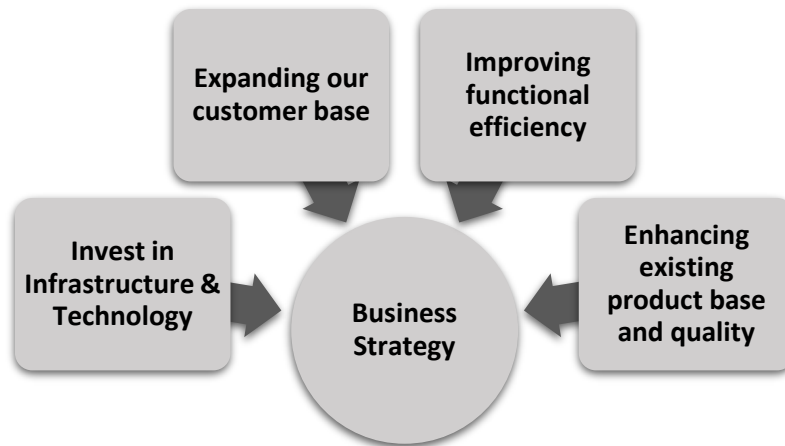 Expanding our
customer base
Improving
functional
efficiency
Invest in
Infrastructure &
Technology
Enhancing
existing
product base
and quality
Business
Strategy